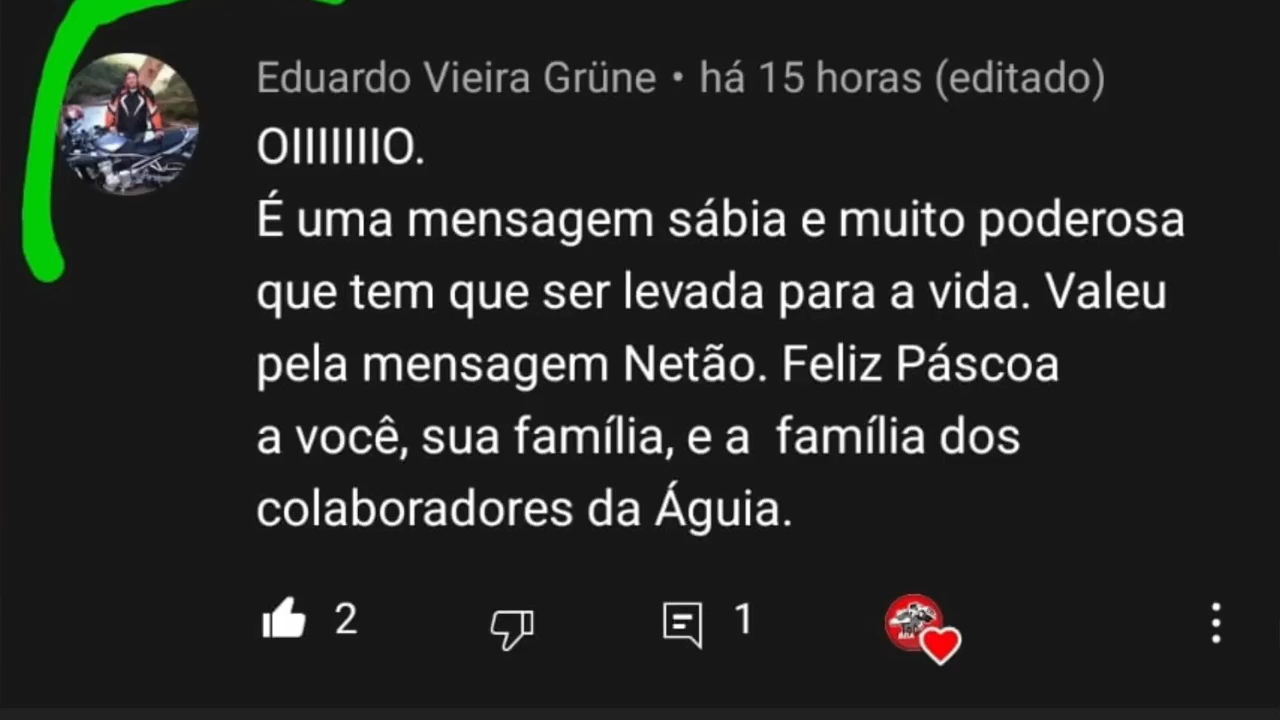 Eduardo Vieira Grüne • há 15 horas (editado)
OIIIIIIIO.
É uma mensagem sábia e muito poderosa
que tem que ser levada para a vida. Valeu
pela mensagem Netão. Feliz Páscoa
a você, sua família, e a família dos
colaboradores da Águia.
2 1